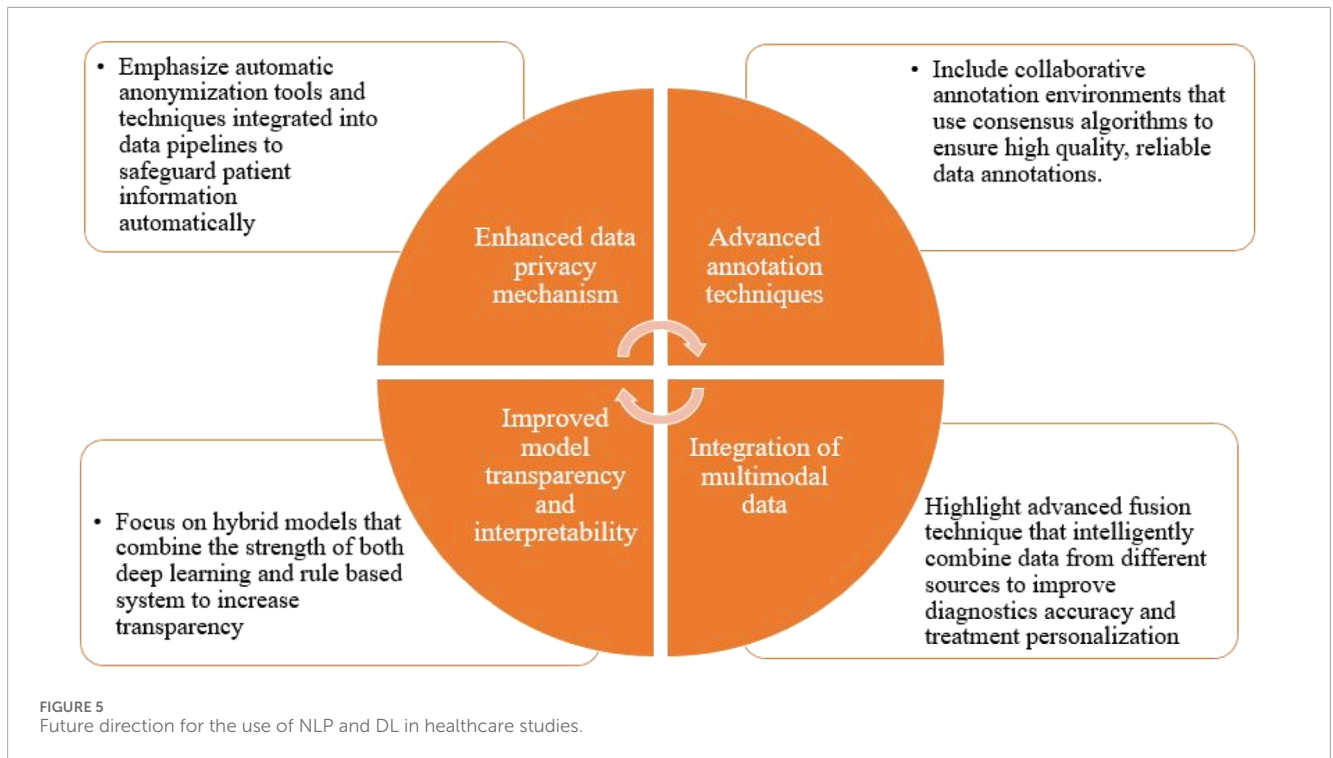 • Emphasize automatic
anonymization tools and
techniques integrated into
data pipelines to
safeguard patient
information
automatically
• Include collaborative
annotation environments that
use consensus algorithms to
ensure high quality, reliable
data annotations.
Enhanced data
privacy
mechanism
Advanced
annotation
techniques
Improved
model
transparency
and
interpretability
Integration of
multimodal
data
• Focus on hybrid models that
combine the strength of both
deep learning and rule based
system to increase
transparency
Highlight advanced fusion
technique that intelligently
combine data from different
sources to improve
diagnostics accuracy and
treatment personalization
FIGURE 5
Future direction for the use of NLP and DL in healthcare studies.